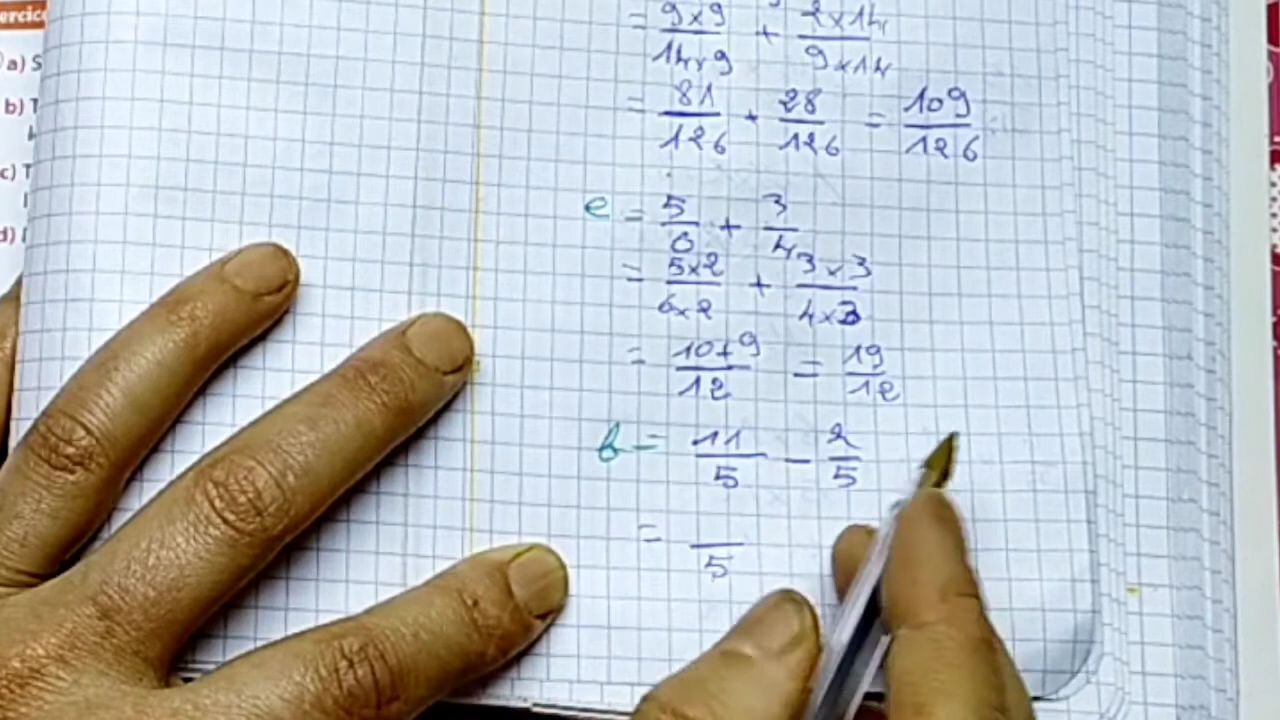 ercice
a) S
b) T
c) T
d)
= 9×9/14×9 + 2×14/9×14
= 81/126 + 28/126 = 109/126
e = 5/6 + 3/4
= 5×2/6×2 + 3×3/4×3
= 10+9/12 = 19/12
b = 11/5 - 2/5
= /5